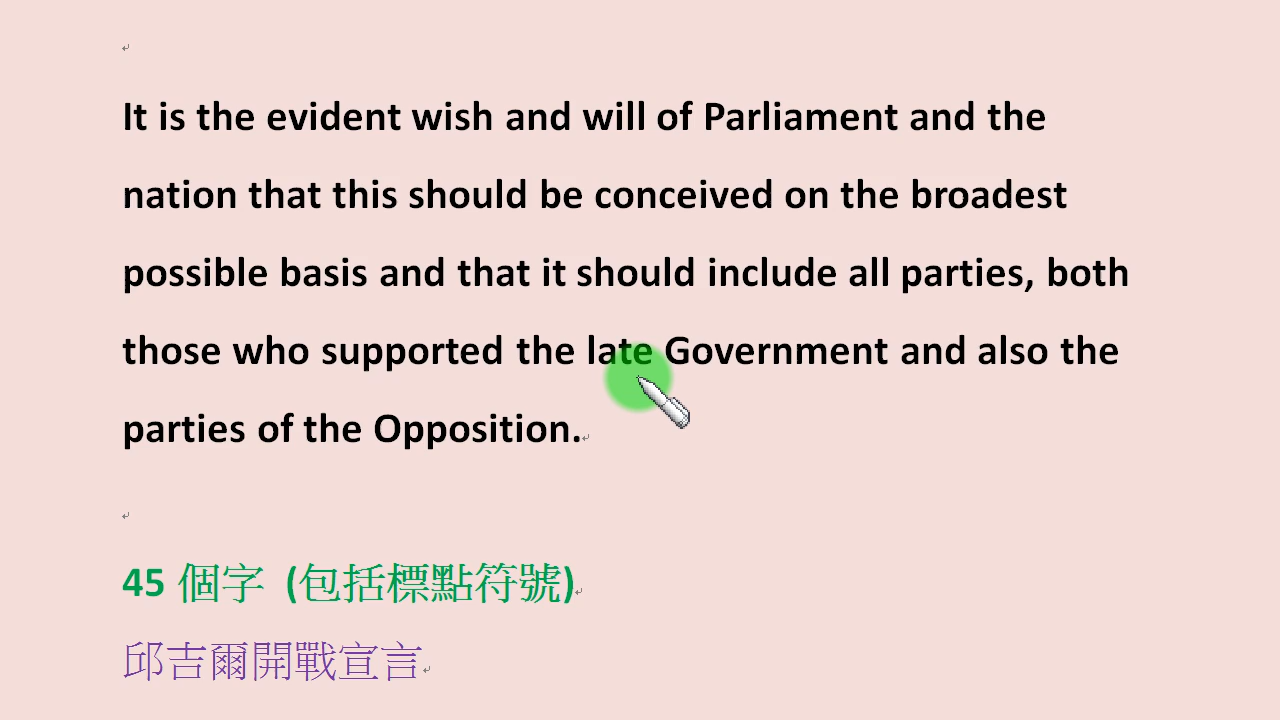 It is the evident wish and will of Parliament and the
nation that this should be conceived on the broadest
possible basis and that it should include all parties, both
those who supported the late Government and also the
parties of the Opposition.
45 個字 (包括標點符號)
邱吉爾開戰宣言